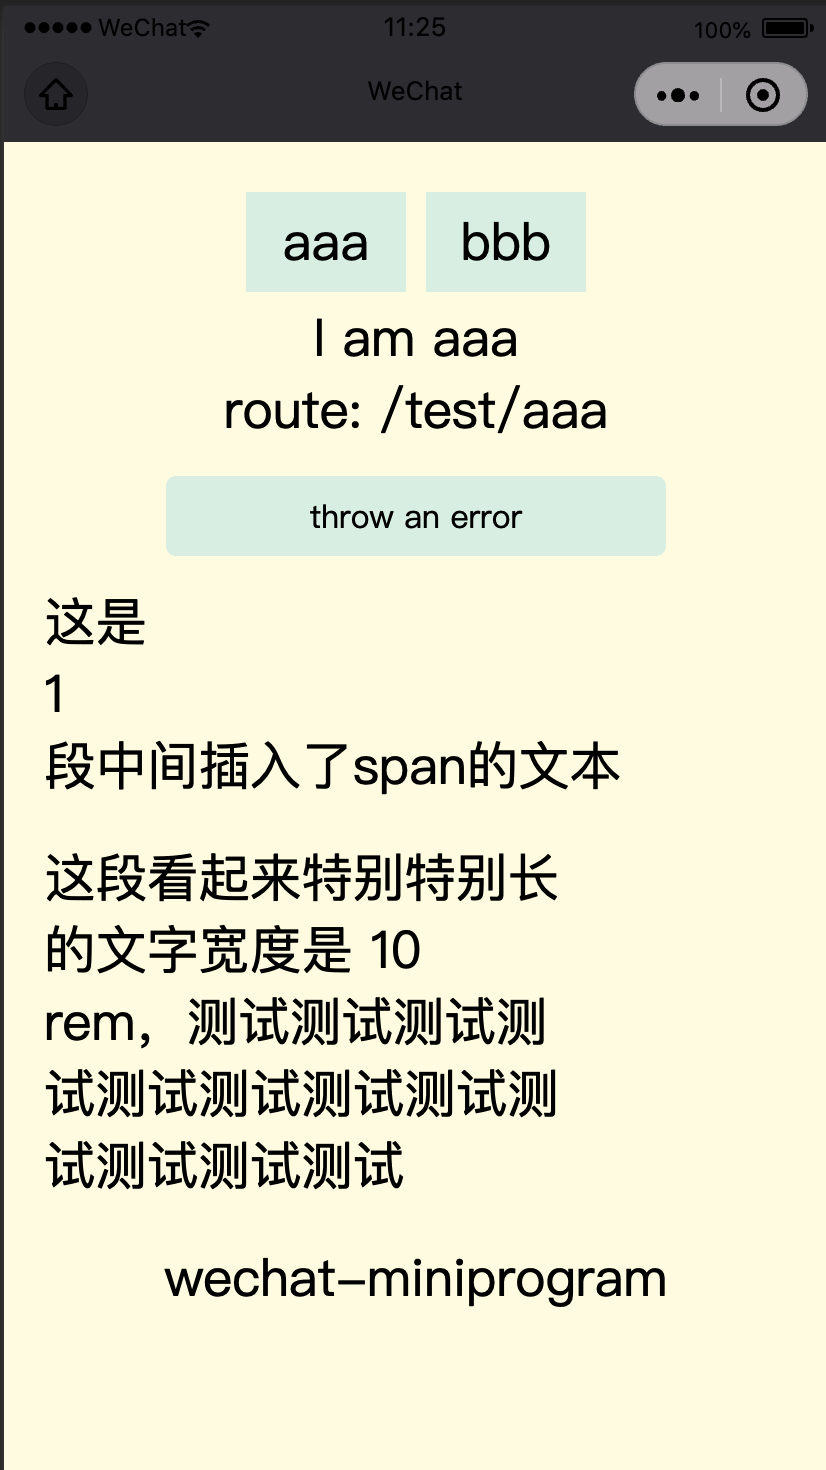 WeChat 11:25 100%
WeChat
aaa bbb
I am aaa
route: /test/aaa
throw an error
这是
1
段中间插入了span的文本
这段看起来特别特别长
的文字宽度是 10
rem，测试测试测试测
试测试测试测试测试测
试测试测试测试
wechat-miniprogram